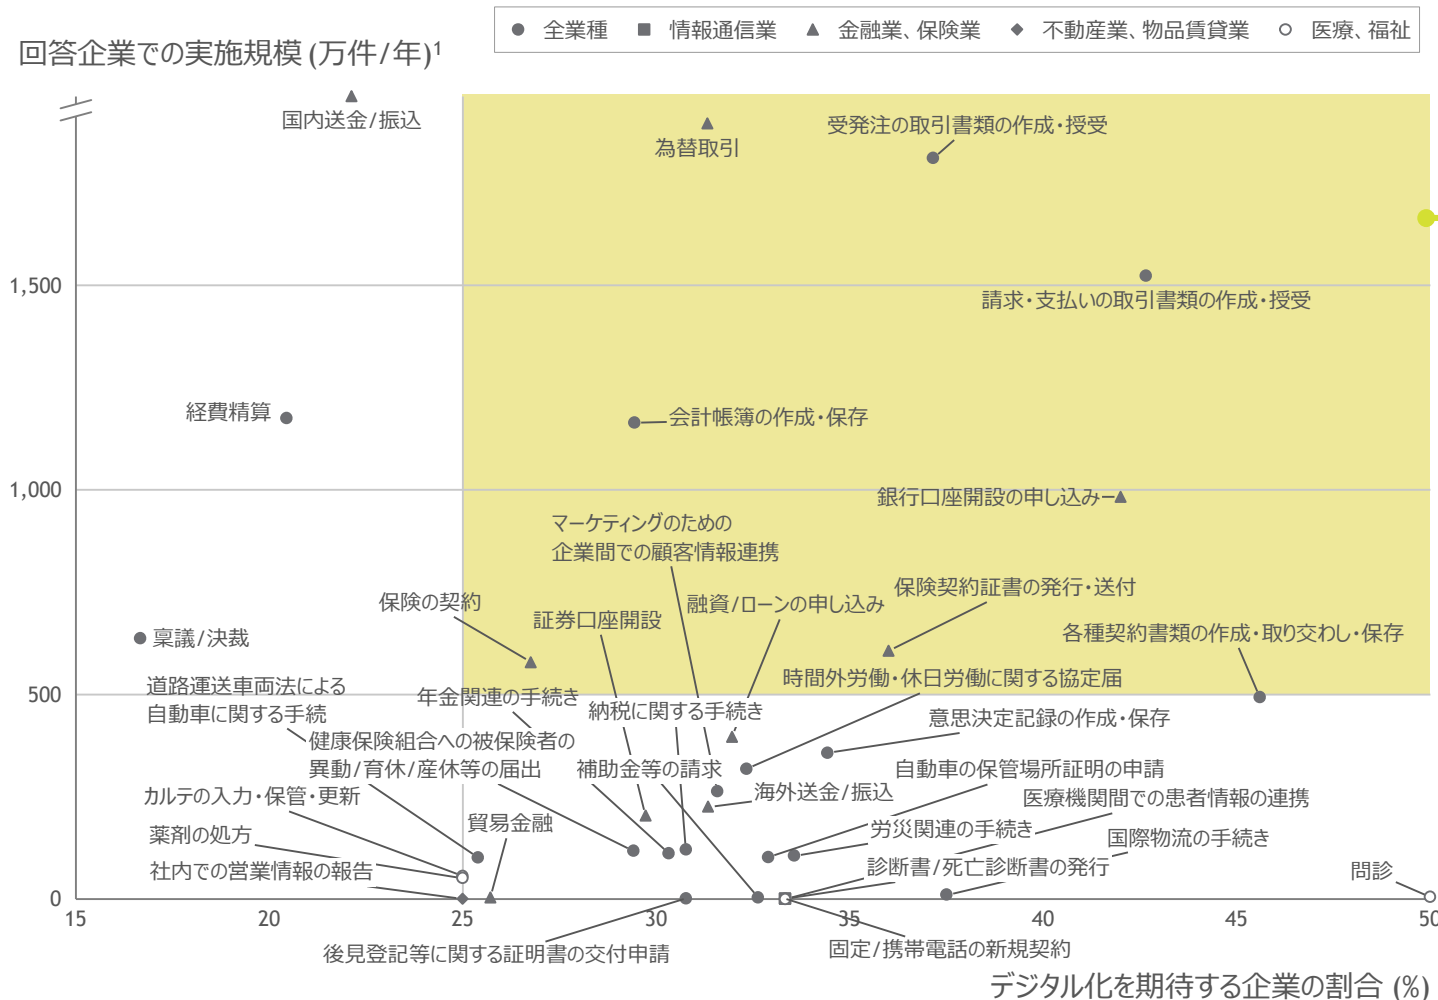 ● 全業種 ■ 情報通信業 ▲ 金融業、保険業 ◆ 不動産業、物品賃貸業 ○ 医療、福祉
回答企業での実施規模 (万件/年)¹
国内送金/振込
為替取引
受発注の取引書類の作成・授受
1,500
請求・支払いの取引書類の作成・授受
経費精算
会計帳簿の作成・保存
1,000
銀行口座開設の申し込み
マーケティングのための
企業間での顧客情報連携
保険の契約
証券口座開設
融資/ローンの申し込み
保険契約証書の発行・送付
稟議/決裁
各種契約書類の作成・取り交わし・保存
500
道路運送車両法による
自動車に関する手続
年金関連の手続き
納税に関する手続き
時間外労働・休日労働に関する協定届
意思決定記録の作成・保存
健康保険組合への被保険者の
異動/育休/産休等の届出
補助金等の請求
自動車の保管場所証明の申請
カルテの入力・保管・更新
海外送金/振込
医療機関間での患者情報の連携
薬剤の処方
貿易金融
労災関連の手続き
国際物流の手続き
社内での営業情報の報告
診断書/死亡診断書の発行
問診
0
15 20 25 30 35 40 45 50
後見登記等に関する証明書の交付申請
固定/携帯電話の新規契約
デジタル化を期待する企業の割合 (%)